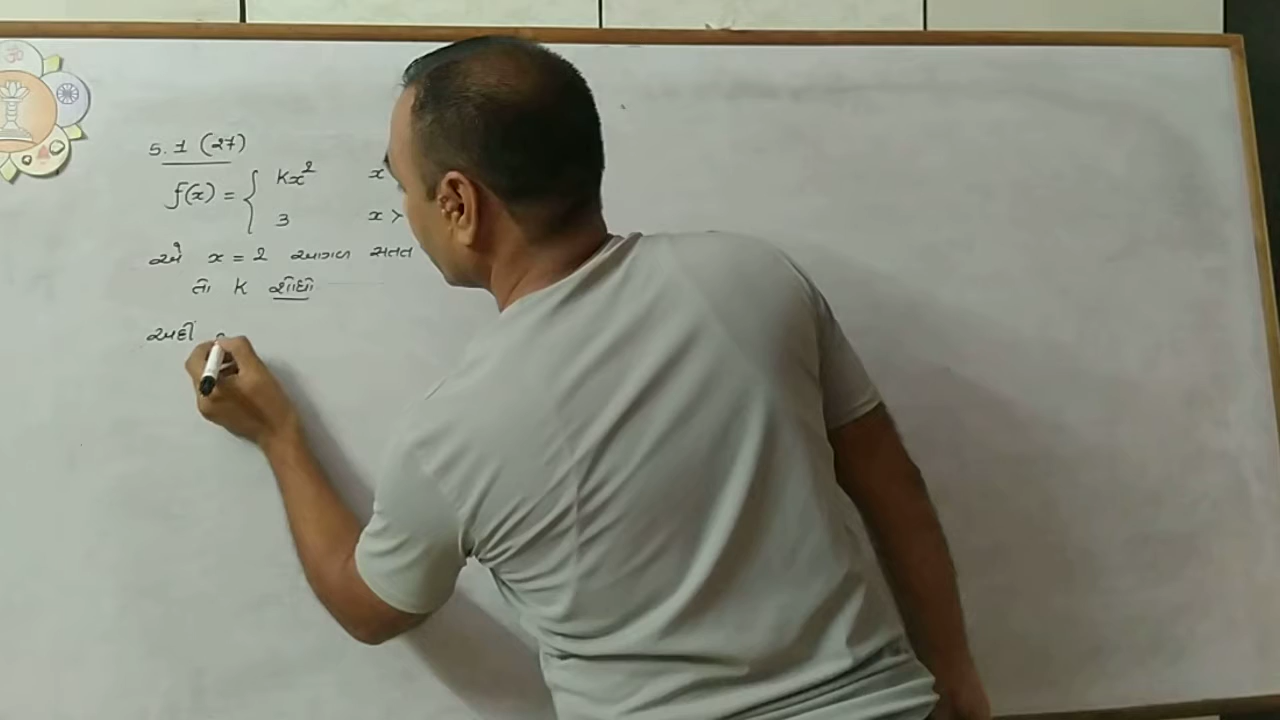 5.1 (27)
f(x) = { kx² x
3 x >
એ x = 2 આગળ સતત
તો k શોધો
અહીં